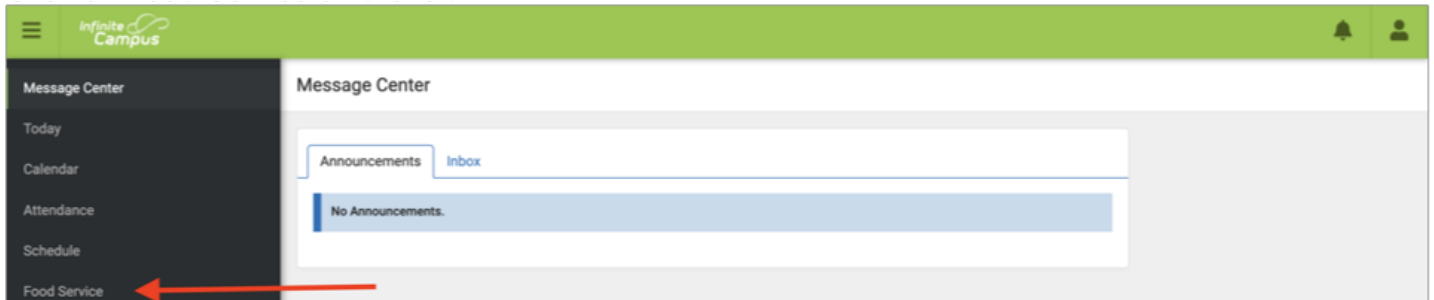 Infinite
Campus
Message Center
Message Center
Today
Calendar
Announcements Inbox
Attendance
No Announcements.
Schedule
Food Service